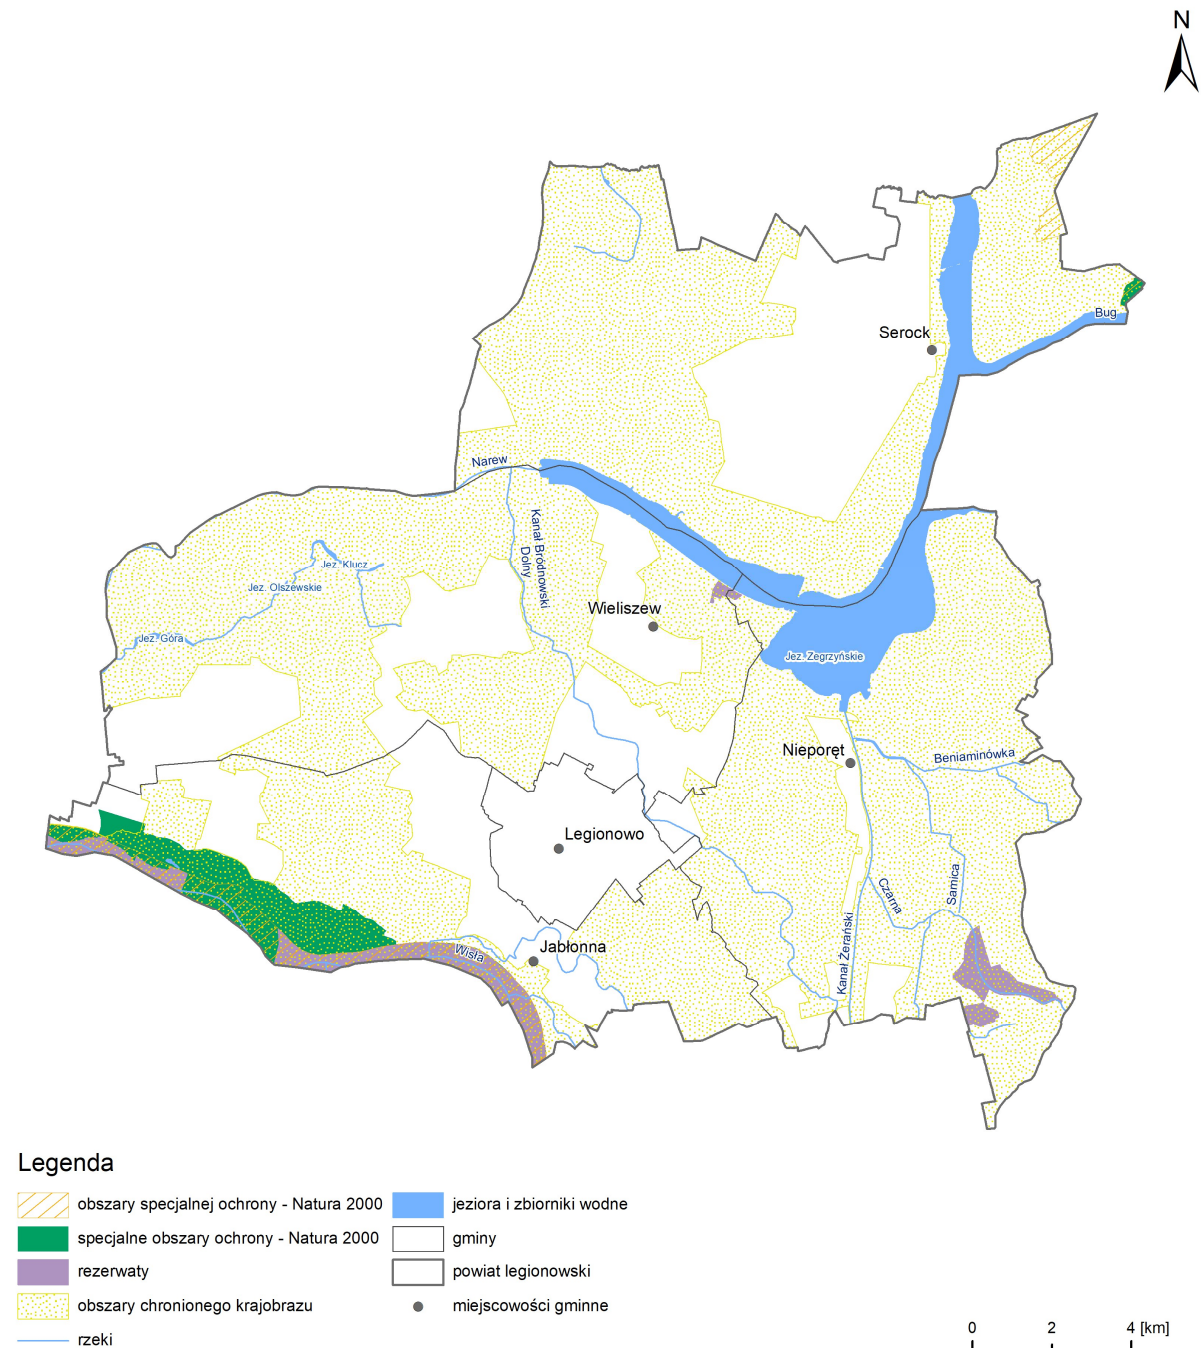 N
Serock
Bug
Narew
Kanał Bródnowski
Dolny
Jez. Klucz
Jez. Olszewskie
Wieliszew
Jez. Góra
Jez. Zegrzyńskie
Nieporęt
Beniaminówka
Legionowo
Czarna
Samica
Kanał Żerański
Jabłonna
Wisła
Legenda
obszary specjalnej ochrony - Natura 2000
specjalne obszary ochrony - Natura 2000
rezerwaty
obszary chronionego krajobrazu
rzeki
jeziora i zbiorniki wodne
gminy
powiat legionowski
miejscowości gminne
0 2 4 [km]